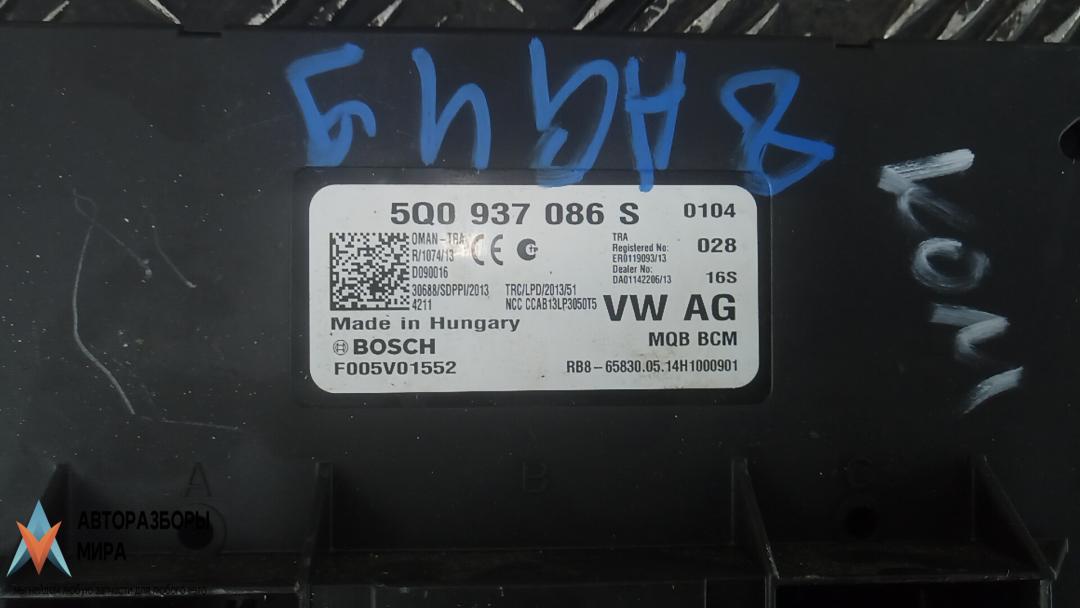 5Q0 937 086 S 0104
OMAN-TRA
R/1074/13
D090016
30688/SDPPI/2013
4211
CE
TRC/LPD/2013/51
NCC CCAB13LP3050T5
TRA
Registered No:
ER0119093/13
Dealer No:
DA01142206/13
028
16S
VW AG
Made in Hungary
MQB BCM
BOSCH
F005V01552
RB8-65830.05.14H1000901
A B C
АВТОРАЗБОРЫ
МИРА